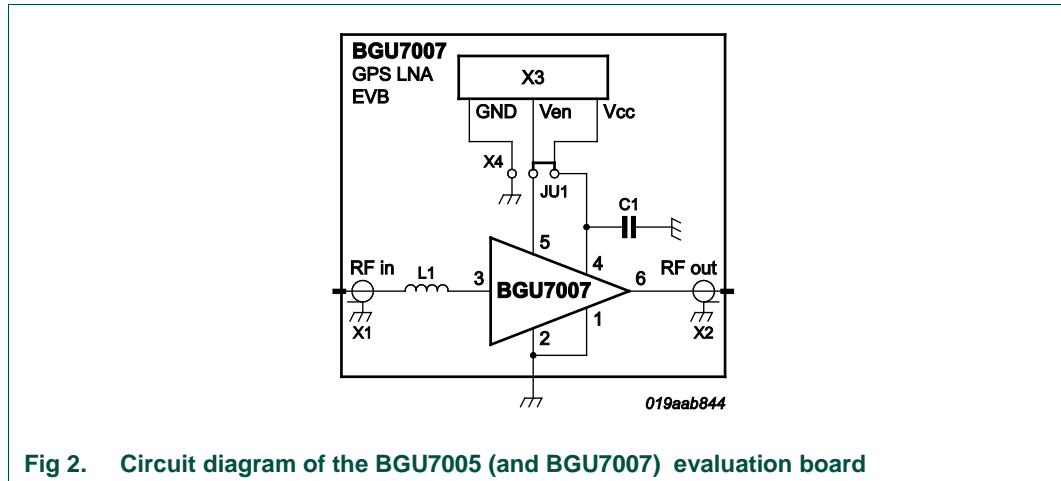 BGU7007
GPS LNA
EVB
X3
GND Ven Vcc
X4
JU1
C1
5
4
RF in L1 3 BGU7007 6 RF out
1
2
X1 X2
019aab844
Fig 2. Circuit diagram of the BGU7005 (and BGU7007) evaluation board